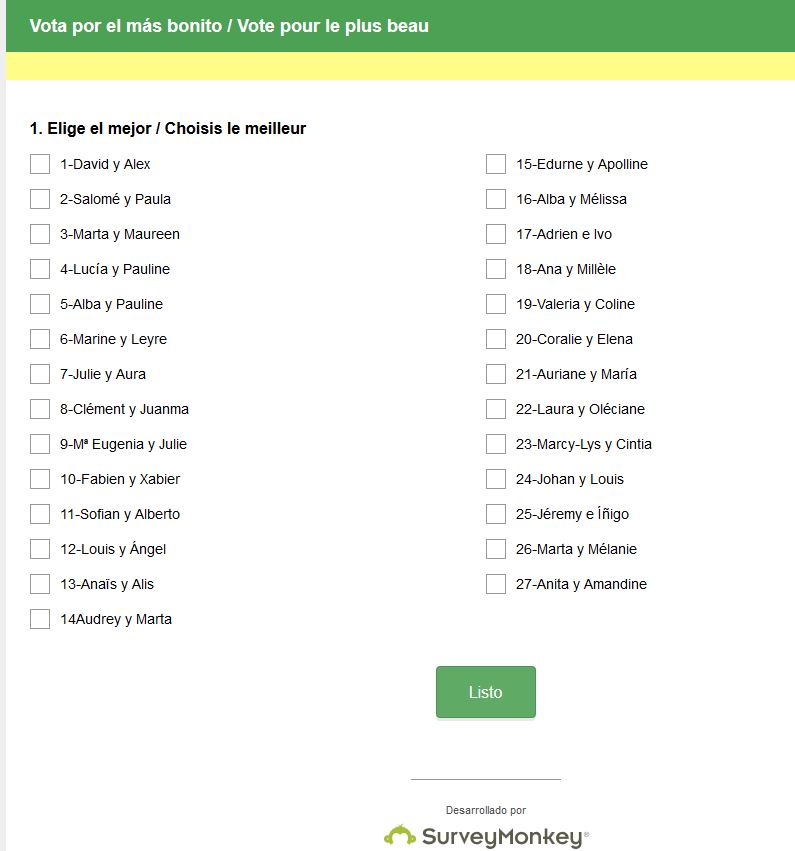 Vota por el más bonito / Vote pour le plus beau
1. Elige el mejor / Choisis le meilleur
1-David y Alex
2-Salomé y Paula
3-Marta y Maureen
4-Lucía y Pauline
5-Alba y Pauline
6-Marine y Leyre
7-Julie y Aura
8-Clément y Juanma
9-Mª Eugenia y Julie
10-Fabien y Xabier
11-Sofian y Alberto
12-Louis y Ángel
13-Anaïs y Alis
14Audrey y Marta
15-Edurne y Apolline
16-Alba y Mélissa
17-Adrien e Ivo
18-Ana y Millèle
19-Valeria y Coline
20-Coralie y Elena
21-Auriane y María
22-Laura y Oléciane
23-Marcy-Lys y Cintia
24-Johan y Louis
25-Jéremy e Íñigo
26-Marta y Mélanie
27-Anita y Amandine
Listo
Desarrollado por
SurveyMonkey®